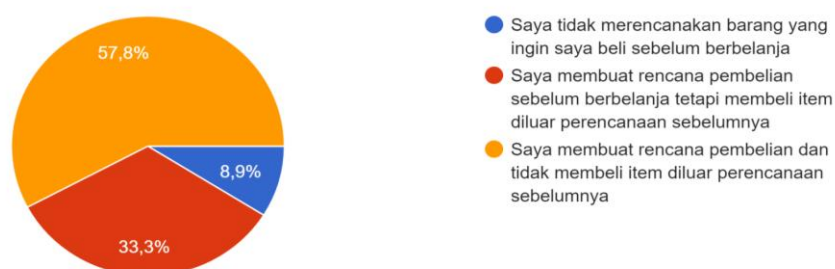 57,8%
8,9%
33,3%
Saya tidak merencanakan barang yang
ingin saya beli sebelum berbelanja
Saya membuat rencana pembelian
sebelum berbelanja tetapi membeli item
diluar perencanaan sebelumnya
Saya membuat rencana pembelian dan
tidak membeli item diluar perencanaan
sebelumnya